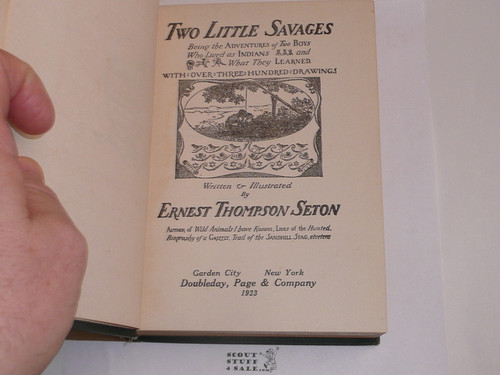 Two Little Savages
Being the Adventures of Two Boys
Who Lived as Indians and
What They Learned
WITH OVER THREE HUNDRED DRAWINGS
Written & Illustrated
By
Ernest Thompson Seton
Author of Wild Animals I have Known, Lives of the Hunted,
Biography of a Grizzly, Trail of the Sandhill Stag, etcetera
Garden City New York
Doubleday, Page & Company
1923
SCOUT
STUFF
4 SALE...